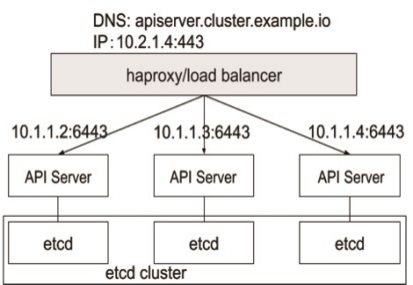 DNS: apiserver.cluster.example.io
IP：10.2.1.4:443
haproxy/load balancer
10.1.1.2:6443 10.1.1.3:6443 10.1.1.4:6443
API Server API Server API Server
etcd etcd etcd
etcd cluster